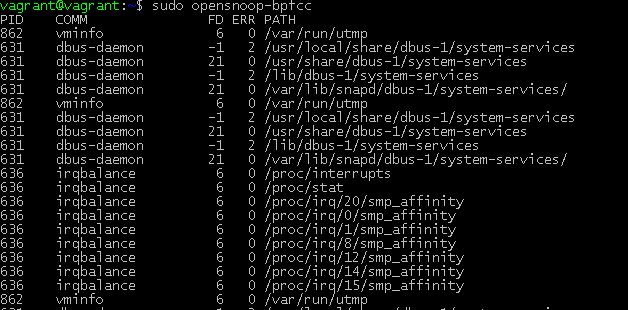 vagrant@vagrant:~$ sudo opensnoop-bpfcc
PID COMM FD ERR PATH
862 vminfo 6 0 /var/run/utmp
631 dbus-daemon -1 2 /usr/local/share/dbus-1/system-services
631 dbus-daemon 21 0 /usr/share/dbus-1/system-services
631 dbus-daemon -1 2 /lib/dbus-1/system-services
631 dbus-daemon 21 0 /var/lib/snapd/dbus-1/system-services/
862 vminfo 6 0 /var/run/utmp
631 dbus-daemon -1 2 /usr/local/share/dbus-1/system-services
631 dbus-daemon 21 0 /usr/share/dbus-1/system-services
631 dbus-daemon -1 2 /lib/dbus-1/system-services
631 dbus-daemon 21 0 /var/lib/snapd/dbus-1/system-services/
636 irqbalance 6 0 /proc/interrupts
636 irqbalance 6 0 /proc/stat
636 irqbalance 6 0 /proc/irq/20/smp_affinity
636 irqbalance 6 0 /proc/irq/0/smp_affinity
636 irqbalance 6 0 /proc/irq/1/smp_affinity
636 irqbalance 6 0 /proc/irq/8/smp_affinity
636 irqbalance 6 0 /proc/irq/12/smp_affinity
636 irqbalance 6 0 /proc/irq/14/smp_affinity
636 irqbalance 6 0 /proc/irq/15/smp_affinity
862 vminfo 6 0 /var/run/utmp